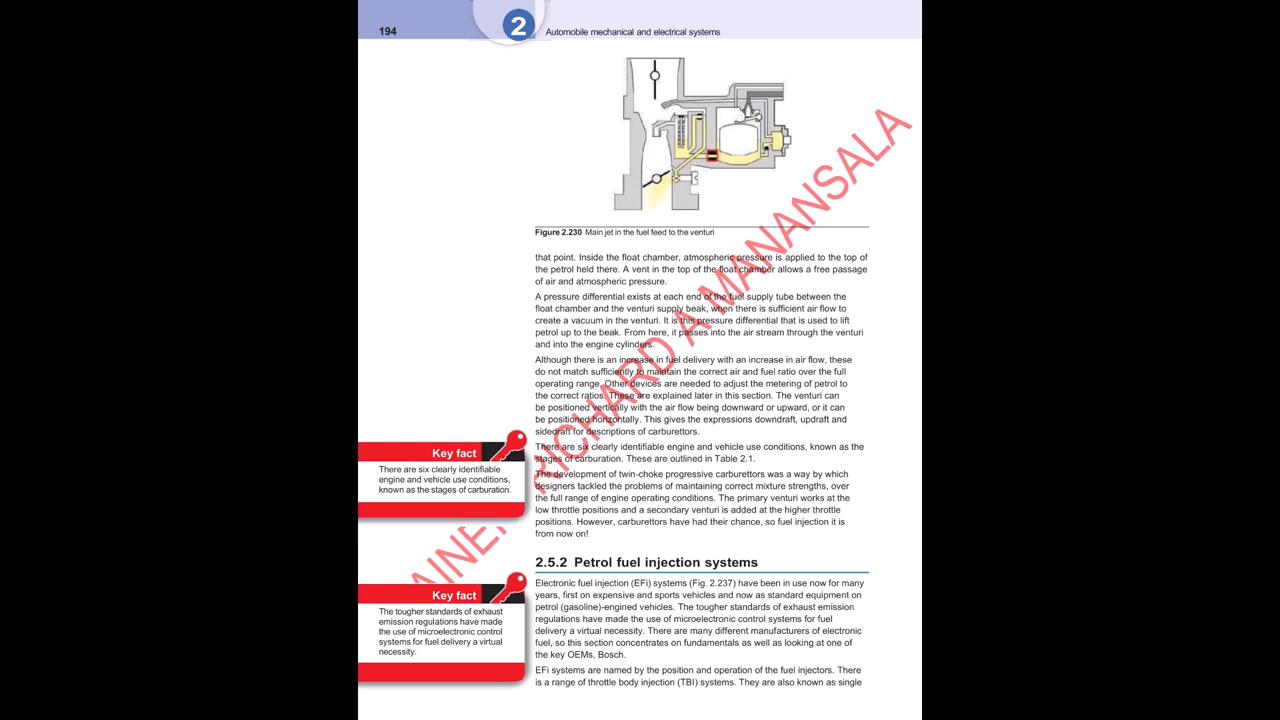 194
2
Automobile mechanical and electrical systems
Figure 2.230 Main jet in the fuel feed to the venturi
that point. Inside the float chamber, atmospheric pressure is applied to the top of
the petrol held there. A vent in the top of the float chamber allows a free passage
of air and atmospheric pressure.
A pressure differential exists at each end of the fuel supply tube between the
float chamber and the venturi supply beak, when there is sufficient air flow to
create a vacuum in the venturi. It is this pressure differential that is used to lift
petrol up to the beak. From here, it passes into the air stream through the venturi
and into the engine cylinders.
Although there is an increase in fuel delivery with an increase in air flow, these
do not match sufficiently to maintain the correct air and fuel ratio over the full
operating range. Other devices are needed to adjust the metering of petrol to
the correct ratios. These are explained later in this section. The venturi can
be positioned vertically with the air flow being downward or upward, or it can
be positioned horizontally. This gives the expressions downdraft, updraft and
sidedraft for descriptions of carburettors.
There are six clearly identifiable engine and vehicle use conditions, known as the
stages of carburation. These are outlined in Table 2.1.
The development of twin-choke progressive carburettors was a way by which
designers tackled the problems of maintaining correct mixture strengths, over
the full range of engine operating conditions. The primary venturi works at the
low throttle positions and a secondary venturi is added at the higher throttle
positions. However, carburettors have had their chance, so fuel injection it is
from now on!
Key fact
There are six clearly identifiable
engine and vehicle use conditions,
known as the stages of carburation.
2.5.2 Petrol fuel injection systems
Electronic fuel injection (EFi) systems (Fig. 2.237) have been in use now for many
years, first on expensive and sports vehicles and now as standard equipment on
petrol (gasoline)-engined vehicles. The tougher standards of exhaust emission
regulations have made the use of microelectronic control systems for fuel
delivery a virtual necessity. There are many different manufacturers of electronic
fuel, so this section concentrates on fundamentals as well as looking at one of
the key OEMs, Bosch.
EFi systems are named by the position and operation of the fuel injectors. There
is a range of throttle body injection (TBI) systems. They are also known as single
Key fact
The tougher standards of exhaust
emission regulations have made
the use of microelectronic control
systems for fuel delivery a virtual
necessity.
AINE RICHARD A MANANSALA